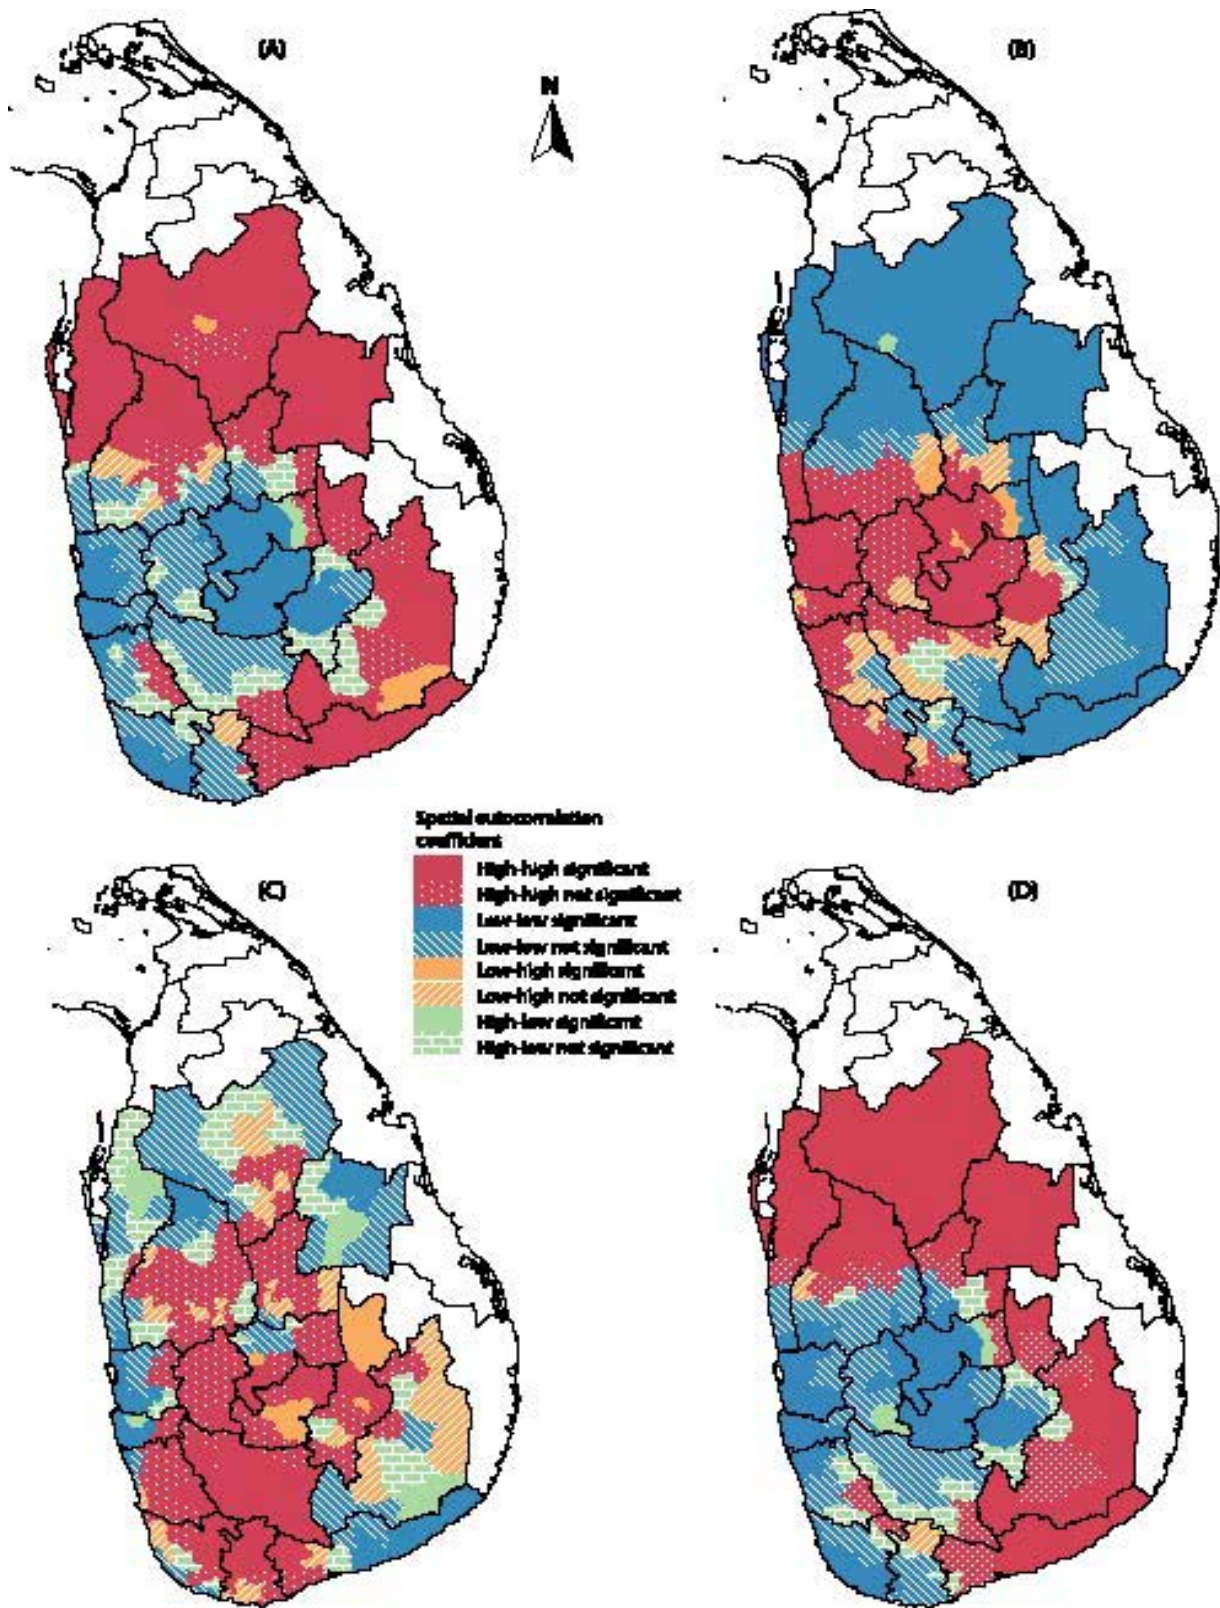 (A)
(B)
N
Spatial autocorrelation
coefficient
High-high significant
High-high not significant
Low-low significant
Low-low not significant
Low-high significant
Low-high not significant
High-low significant
High-low not significant
(C)
(D)